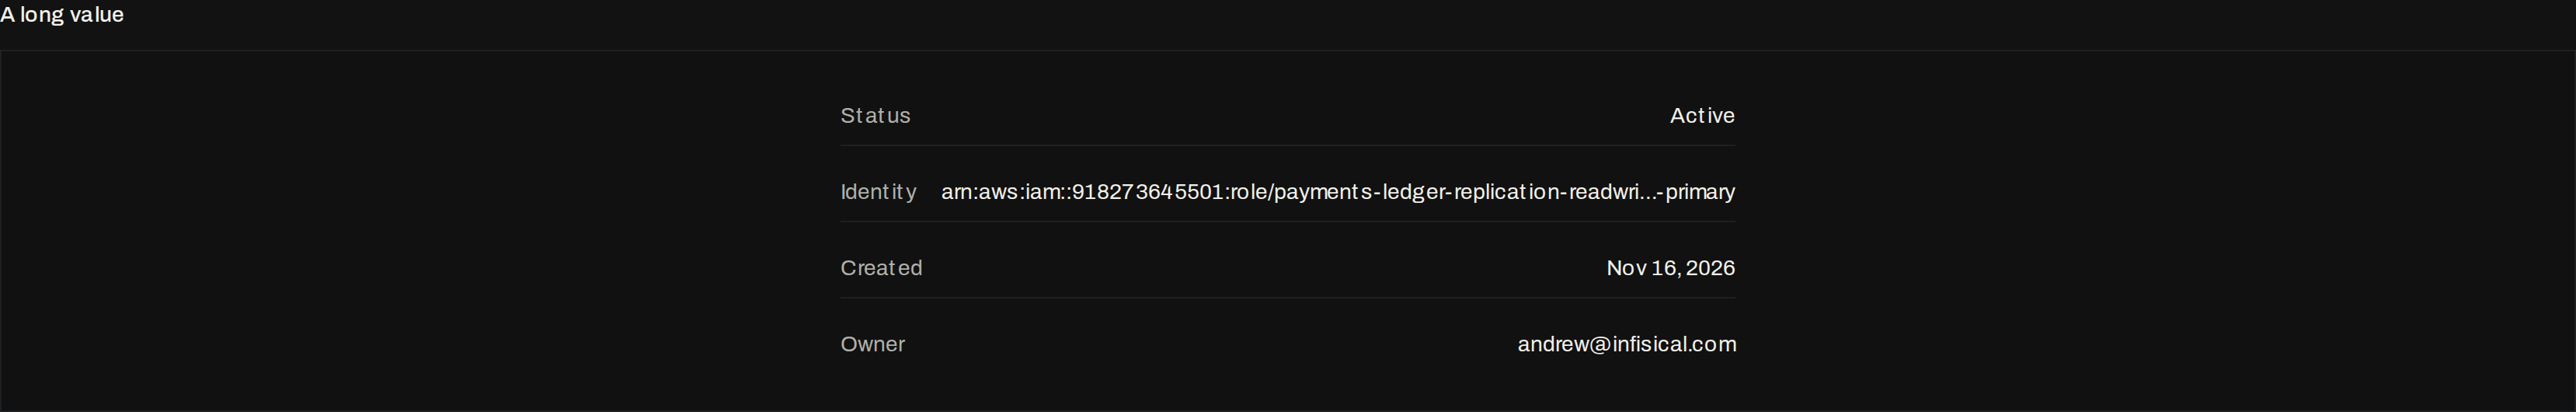 A long value
Status Active
Identity arn:aws:iam::918273645501:role/payments-ledger-replication-readwri...-primary
Created Nov 16, 2026
Owner andrew@infisical.com